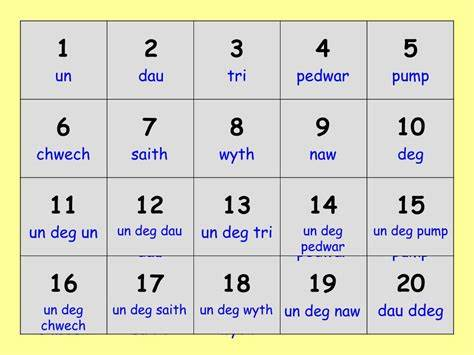 1 2 3 4 5
un dau tri pedwar pump
6 7 8 9 10
chwech saith wyth naw deg
11 12 13 14 15
un deg un un deg dau un deg tri un deg un deg pump
pedwar
16 17 18 19 20
un deg un deg saith un deg wyth un deg naw dau ddeg
chwech